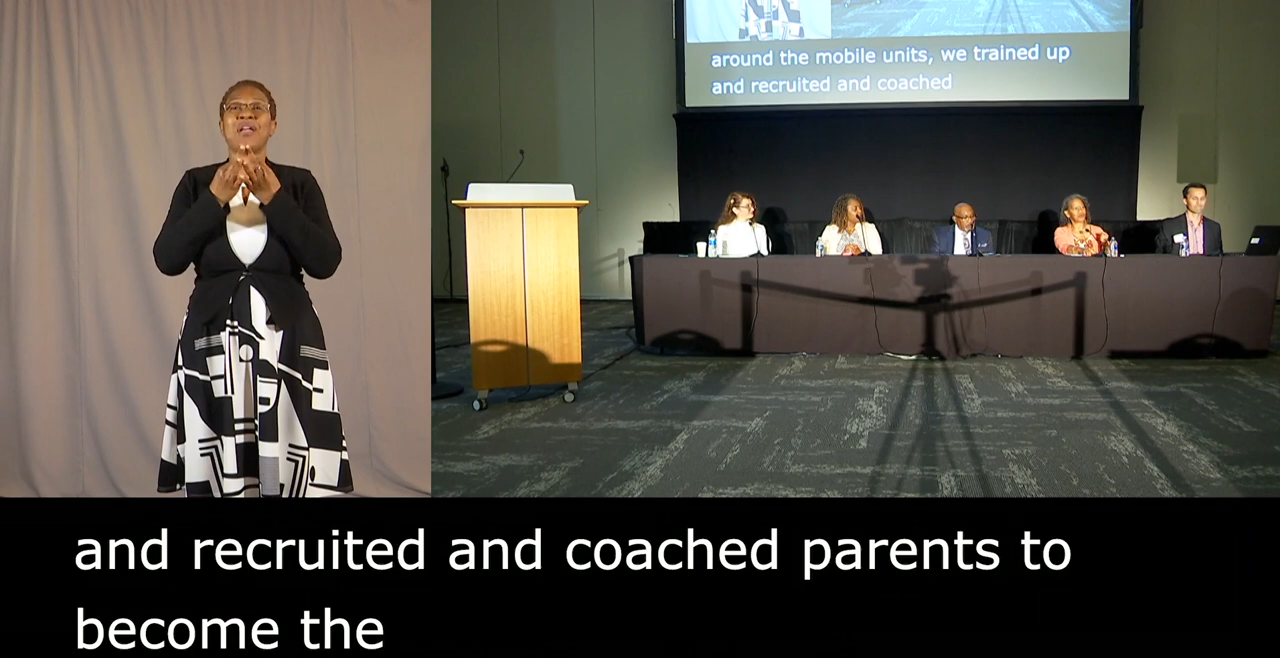 around the mobile units, we trained up
and recruited and coached
and recruited and coached parents to
become the